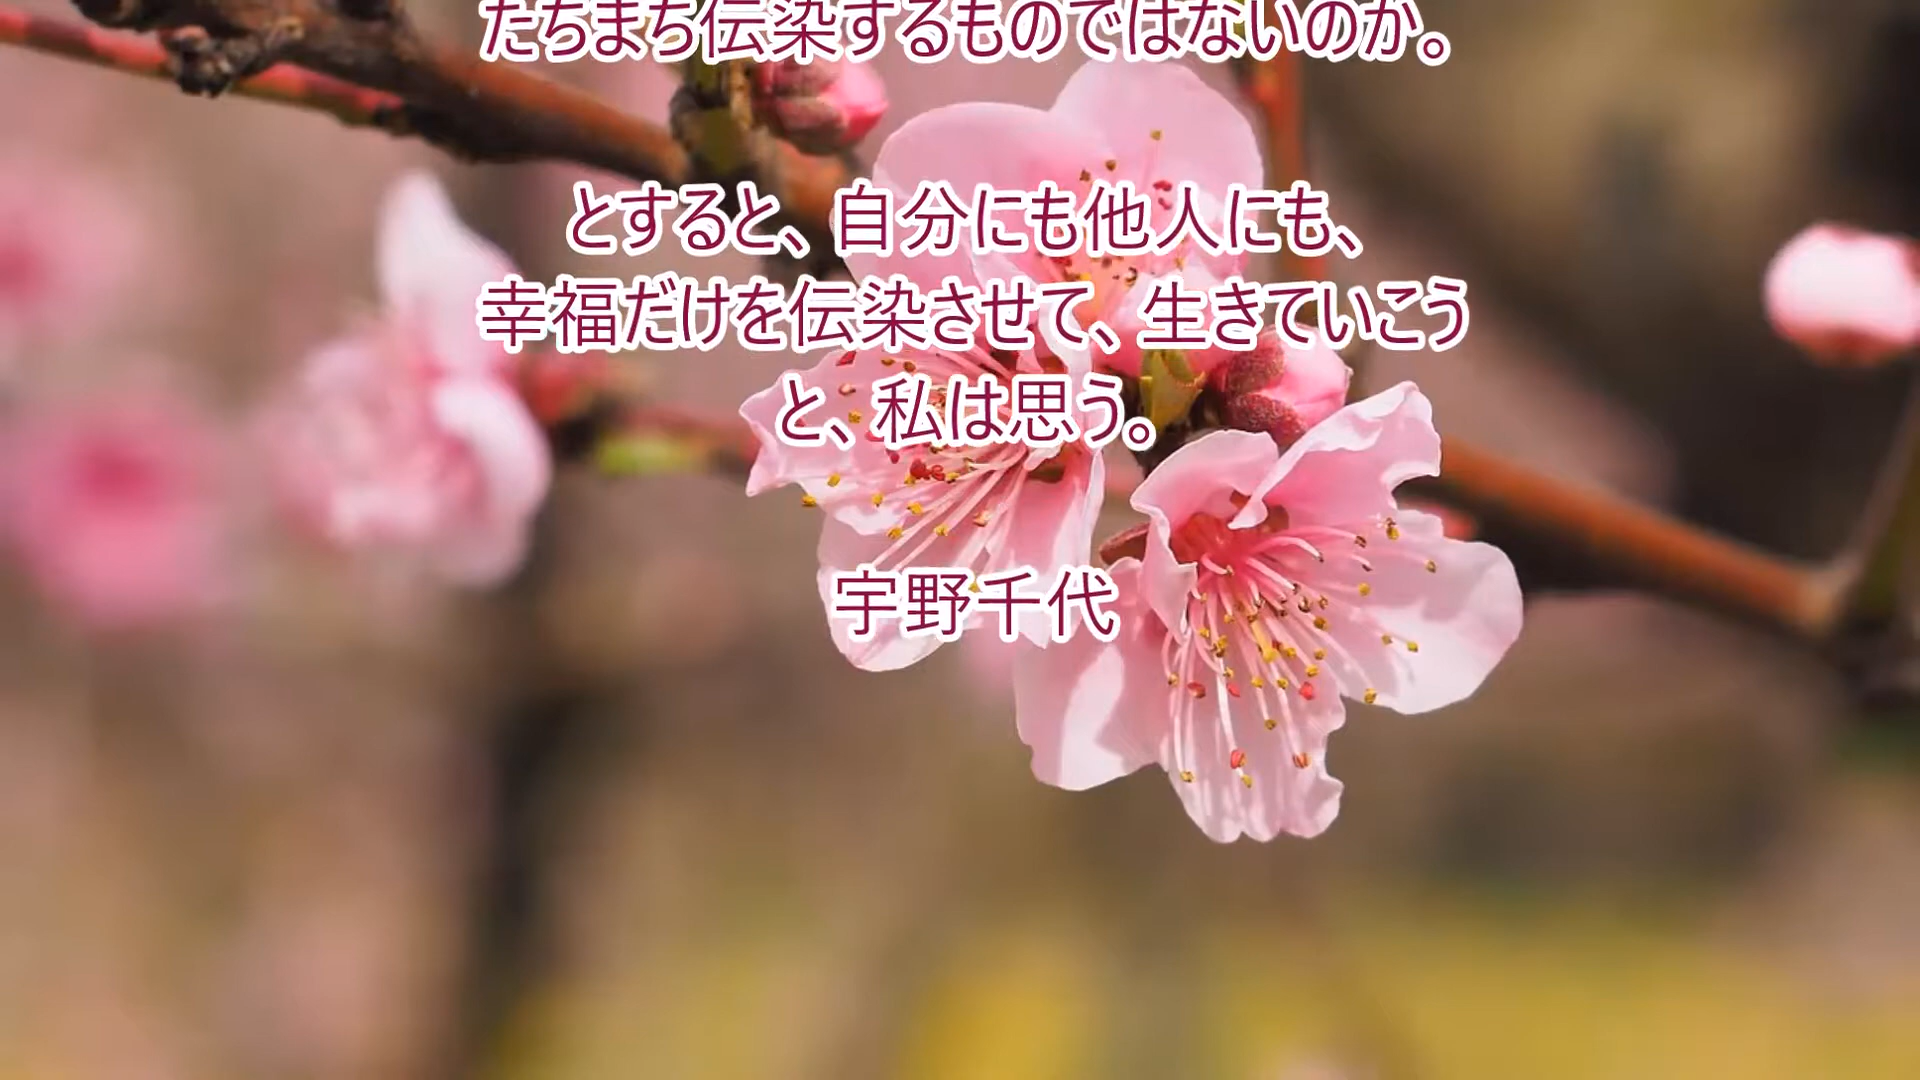 たちまち伝染するものではないのか。
とすると、自分にも他人にも、
幸福だけを伝染させて、生きていこう
と、私は思う。
宇野千代